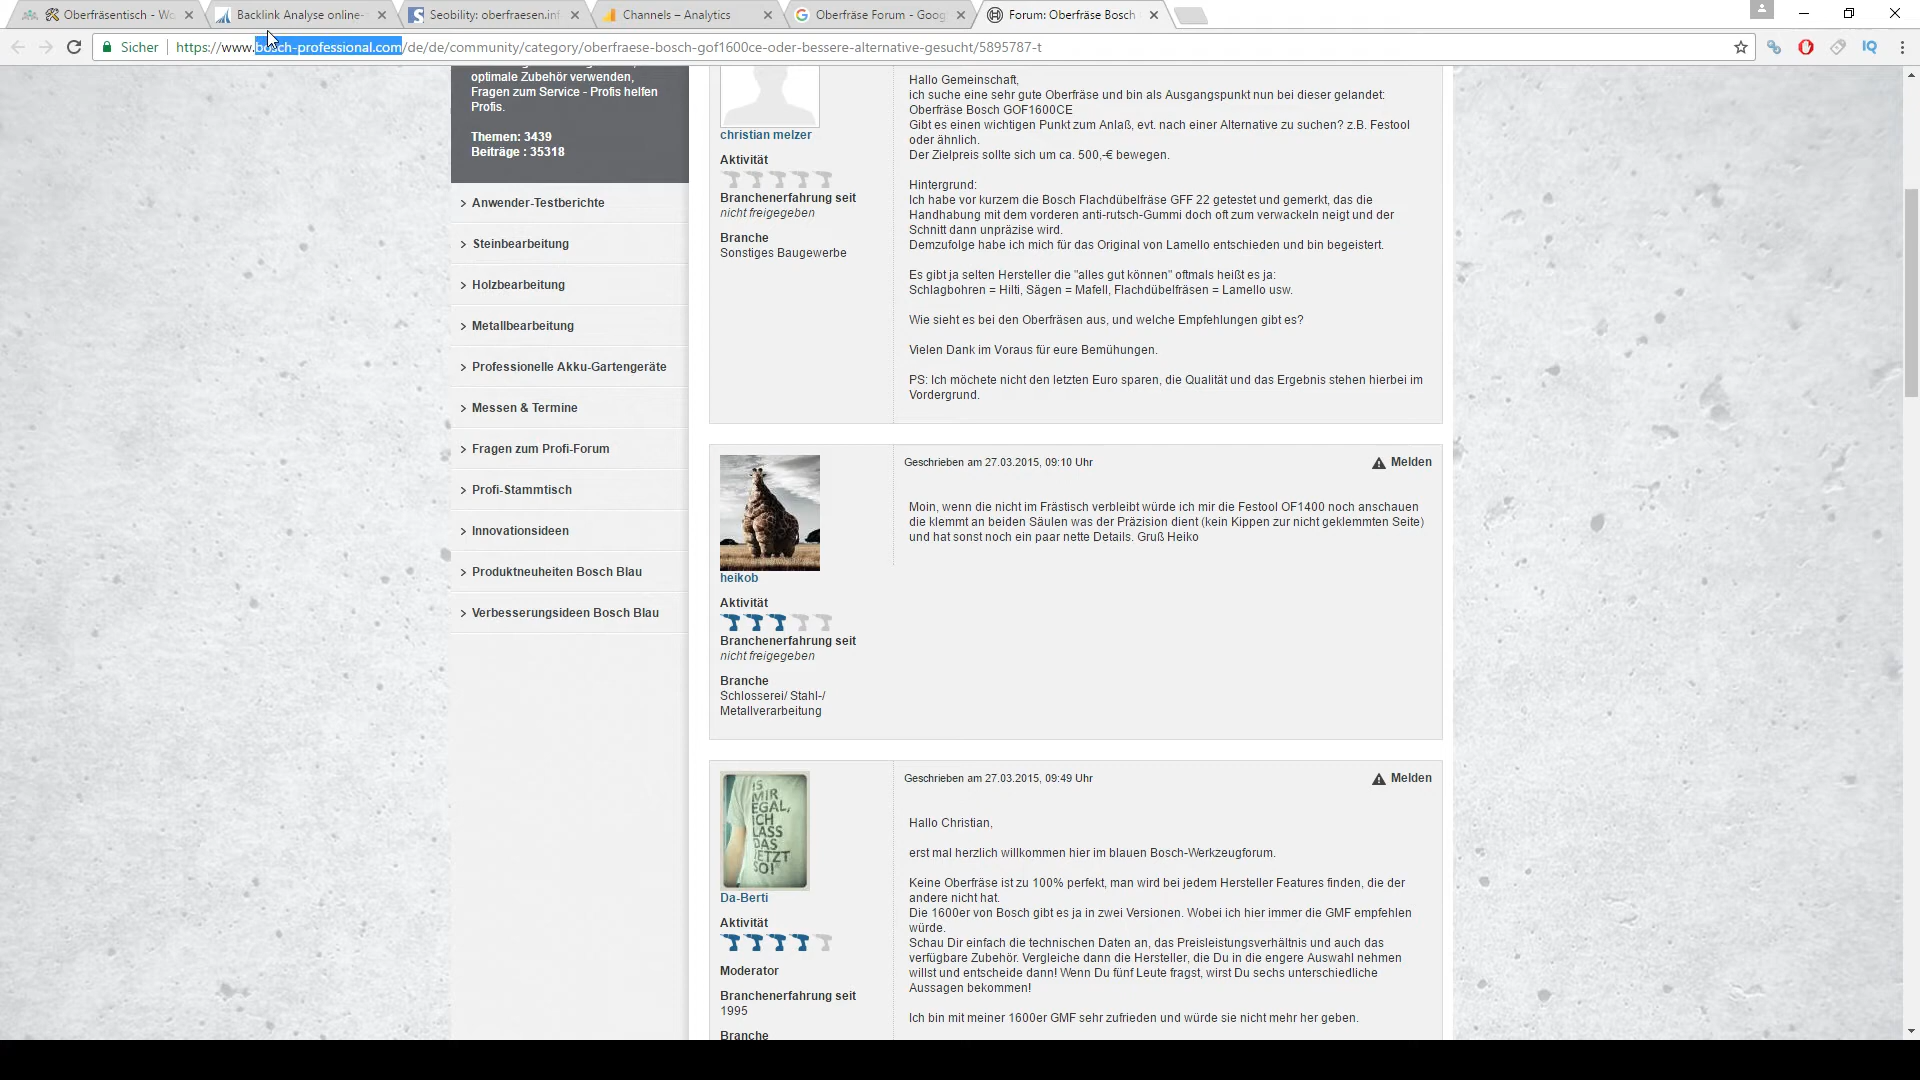 Oberfräsentisch - Wo
Backlink Analyse online-
Seobility: oberfraesen.inf
Channels – Analytics
Oberfräse Forum - Goog
Forum: Oberfräse Bosch
Sicher
https://www.bosch-professional.com/de/de/community/category/oberfraese-bosch-gof1600ce-oder-bessere-alternative-gesucht/5895787-t
optimale Zubehör verwenden,
Fragen zum Service - Profis helfen
Profis.
Themen: 3439
Beiträge : 35318
> Anwender-Testberichte
> Steinbearbeitung
> Holzbearbeitung
> Metallbearbeitung
> Professionelle Akku-Gartengeräte
> Messen & Termine
> Fragen zum Profi-Forum
> Profi-Stammtisch
> Innovationsideen
> Produktneuheiten Bosch Blau
> Verbesserungsideen Bosch Blau
christian melzer
Aktivität
Branchenerfahrung seit
nicht freigegeben
Branche
Sonstiges Baugewerbe
Hallo Gemeinschaft,
ich suche eine sehr gute Oberfräse und bin als Ausgangspunkt nun bei dieser gelandet:
Oberfräse Bosch GOF1600CE
Gibt es einen wichtigen Punkt zum Anlaß, evt. nach einer Alternative zu suchen? z.B. Festool
oder ähnlich.
Der Zielpreis sollte sich um ca. 500,-€ bewegen.
Hintergrund:
Ich habe vor kurzem die Bosch Flachdübelfräse GFF 22 getestet und gemerkt, das die
Handhabung mit dem vorderen anti-rutsch-Gummi doch oft zum verwackeln neigt und der
Schnitt dann unpräzise wird.
Demzufolge habe ich mich für das Original von Lamello entschieden und bin begeistert.
Es gibt ja selten Hersteller die "alles gut können" oftmals heißt es ja:
Schlagbohren = Hilti, Sägen = Mafell, Flachdübelfräsen = Lamello usw.
Wie sieht es bei den Oberfräsen aus, und welche Empfehlungen gibt es?
Vielen Dank im Voraus für eure Bemühungen.
PS: Ich möchete nicht den letzten Euro sparen, die Qualität und das Ergebnis stehen hierbei im
Vordergrund.
heikob
Aktivität
Branchenerfahrung seit
nicht freigegeben
Branche
Schlosserei/ Stahl-/
Metallverarbeitung
Geschrieben am 27.03.2015, 09:10 Uhr
Melden
Moin, wenn die nicht im Frästisch verbleibt würde ich mir die Festool OF1400 noch anschauen
die klemmt an beiden Säulen was der Präzision dient (kein Kippen zur nicht geklemmten Seite)
und hat sonst noch ein paar nette Details. Gruß Heiko
IS
MIR
EGAL,
ICH
LASS
DAS
JETZT
SO!
Da-Berti
Aktivität
Moderator
Branchenerfahrung seit
1995
Branche
Geschrieben am 27.03.2015, 09:49 Uhr
Melden
Hallo Christian,
erst mal herzlich willkommen hier im blauen Bosch-Werkzeugforum.
Keine Oberfräse ist zu 100% perfekt, man wird bei jedem Hersteller Features finden, die der
andere nicht hat.
Die 1600er von Bosch gibt es ja in zwei Versionen. Wobei ich hier immer die GMF empfehlen
würde.
Schau Dir einfach die technischen Daten an, das Preisleistungsverhältnis und auch das
verfügbare Zubehör. Vergleiche dann die Hersteller, die Du in die engere Auswahl nehmen
willst und entscheide dann! Wenn Du fünf Leute fragst, wirst Du sechs unterschiedliche
Aussagen bekommen!
Ich bin mit meiner 1600er GMF sehr zufrieden und würde sie nicht mehr her geben.